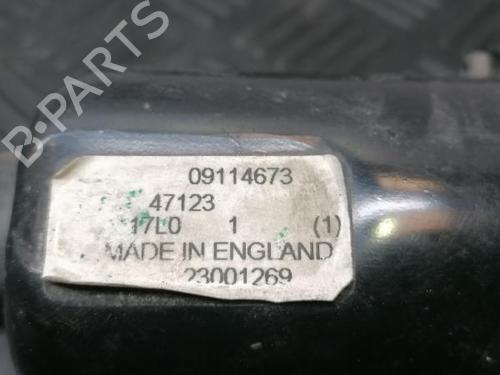 B-PARTS
09114673
47123
17L0 1 (1)
MADE IN ENGLAND
23001269